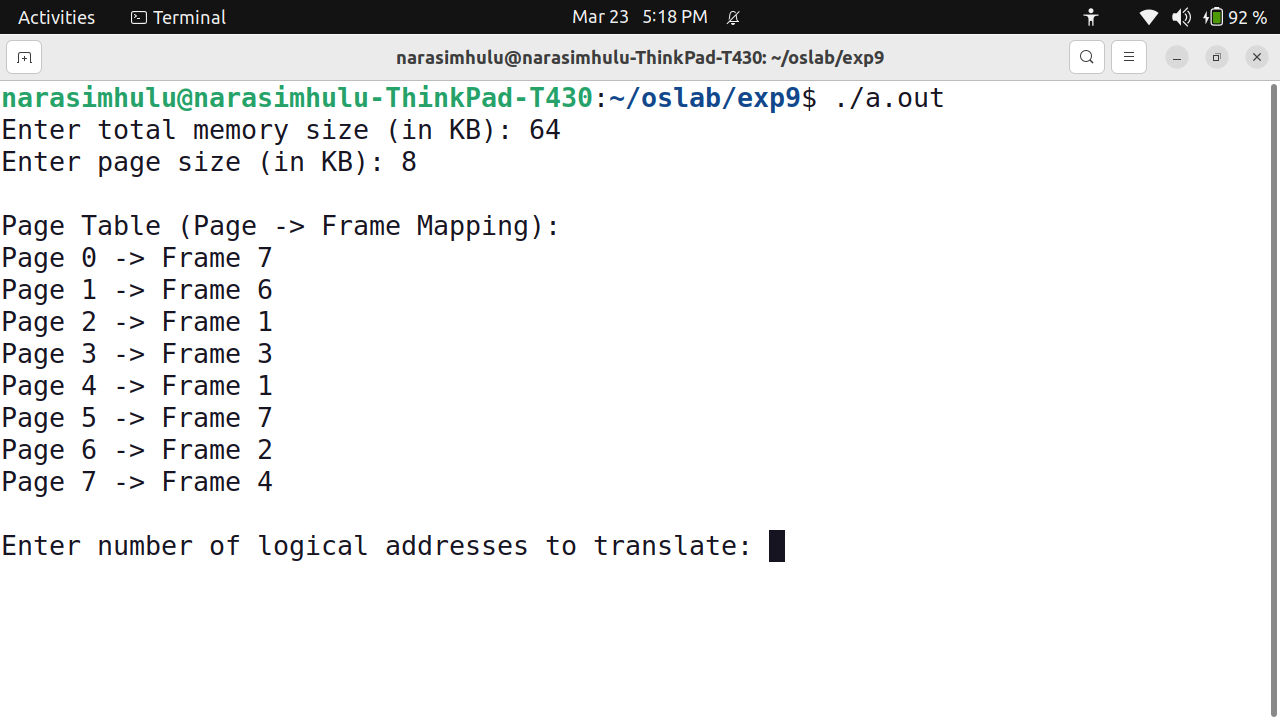 Activities Terminal Mar 23 5:18 PM 92 %
narasimhulu@narasimhulu-ThinkPad-T430: ~/oslab/exp9
narasimhulu@narasimhulu-ThinkPad-T430:~/oslab/exp9$ ./a.out
Enter total memory size (in KB): 64
Enter page size (in KB): 8
Page Table (Page -> Frame Mapping):
Page 0 -> Frame 7
Page 1 -> Frame 6
Page 2 -> Frame 1
Page 3 -> Frame 3
Page 4 -> Frame 1
Page 5 -> Frame 7
Page 6 -> Frame 2
Page 7 -> Frame 4
Enter number of logical addresses to translate: